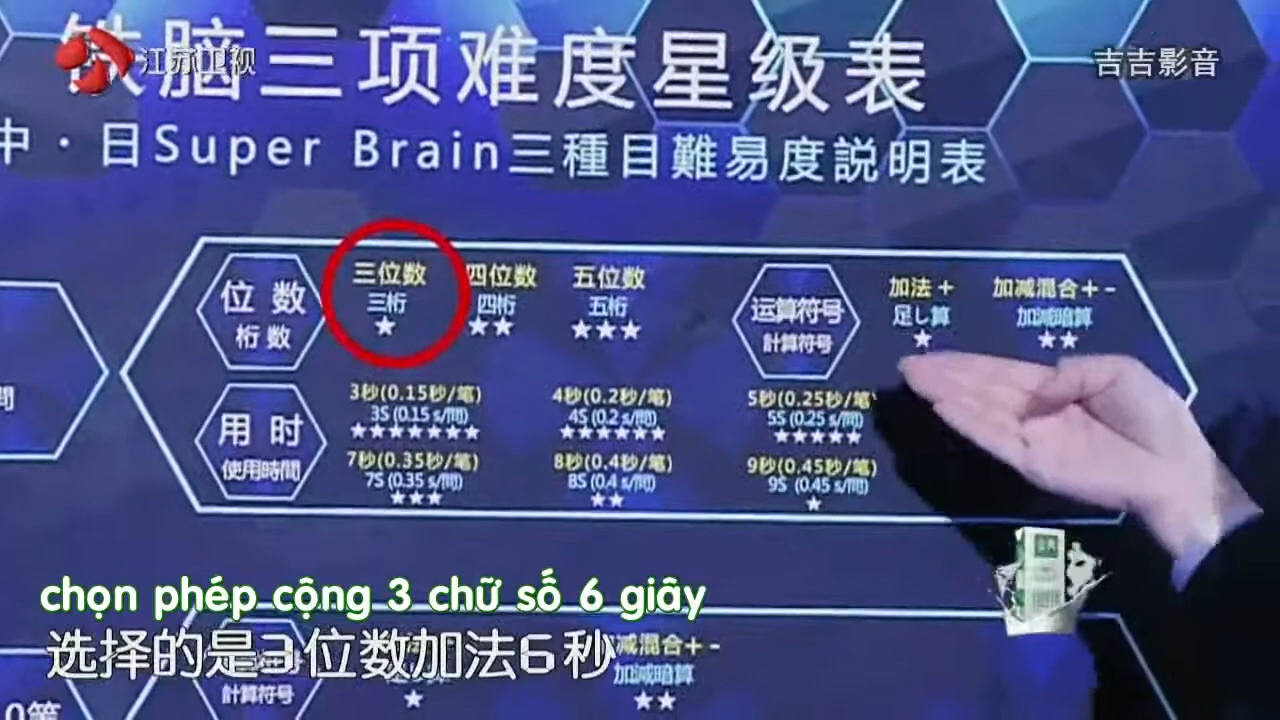 铁脑三项难度星级表
江苏卫视
吉吉影音
中·日Super Brain三種目難易度説明表
位 数
桁 数
三位数
三桁
★
四位数
四桁
★★
五位数
五桁
★★★
运算符号
計算符号
加法+
足し算
★
加减混合+-
加減暗算
★★
問
用 时
使用時間
3秒(0.15秒/笔)
3S (0.15 s/問)
★★★★★★★
4秒(0.2秒/笔)
4S (0.2 s/問)
★★★★★★
5秒(0.25秒/笔)
5S (0.25 s/問)
★★★★★
7秒(0.35秒/笔)
7S (0.35 s/問)
★★★
8秒(0.4秒/笔)
8S (0.4 s/問)
★★
9秒(0.45秒/笔)
9S (0.45 s/問)
★
chọn phép cộng 3 chữ số 6 giây
选择的是3位数加法6秒
减混合+-
加減暗算
★★
計算符号
★
0笔